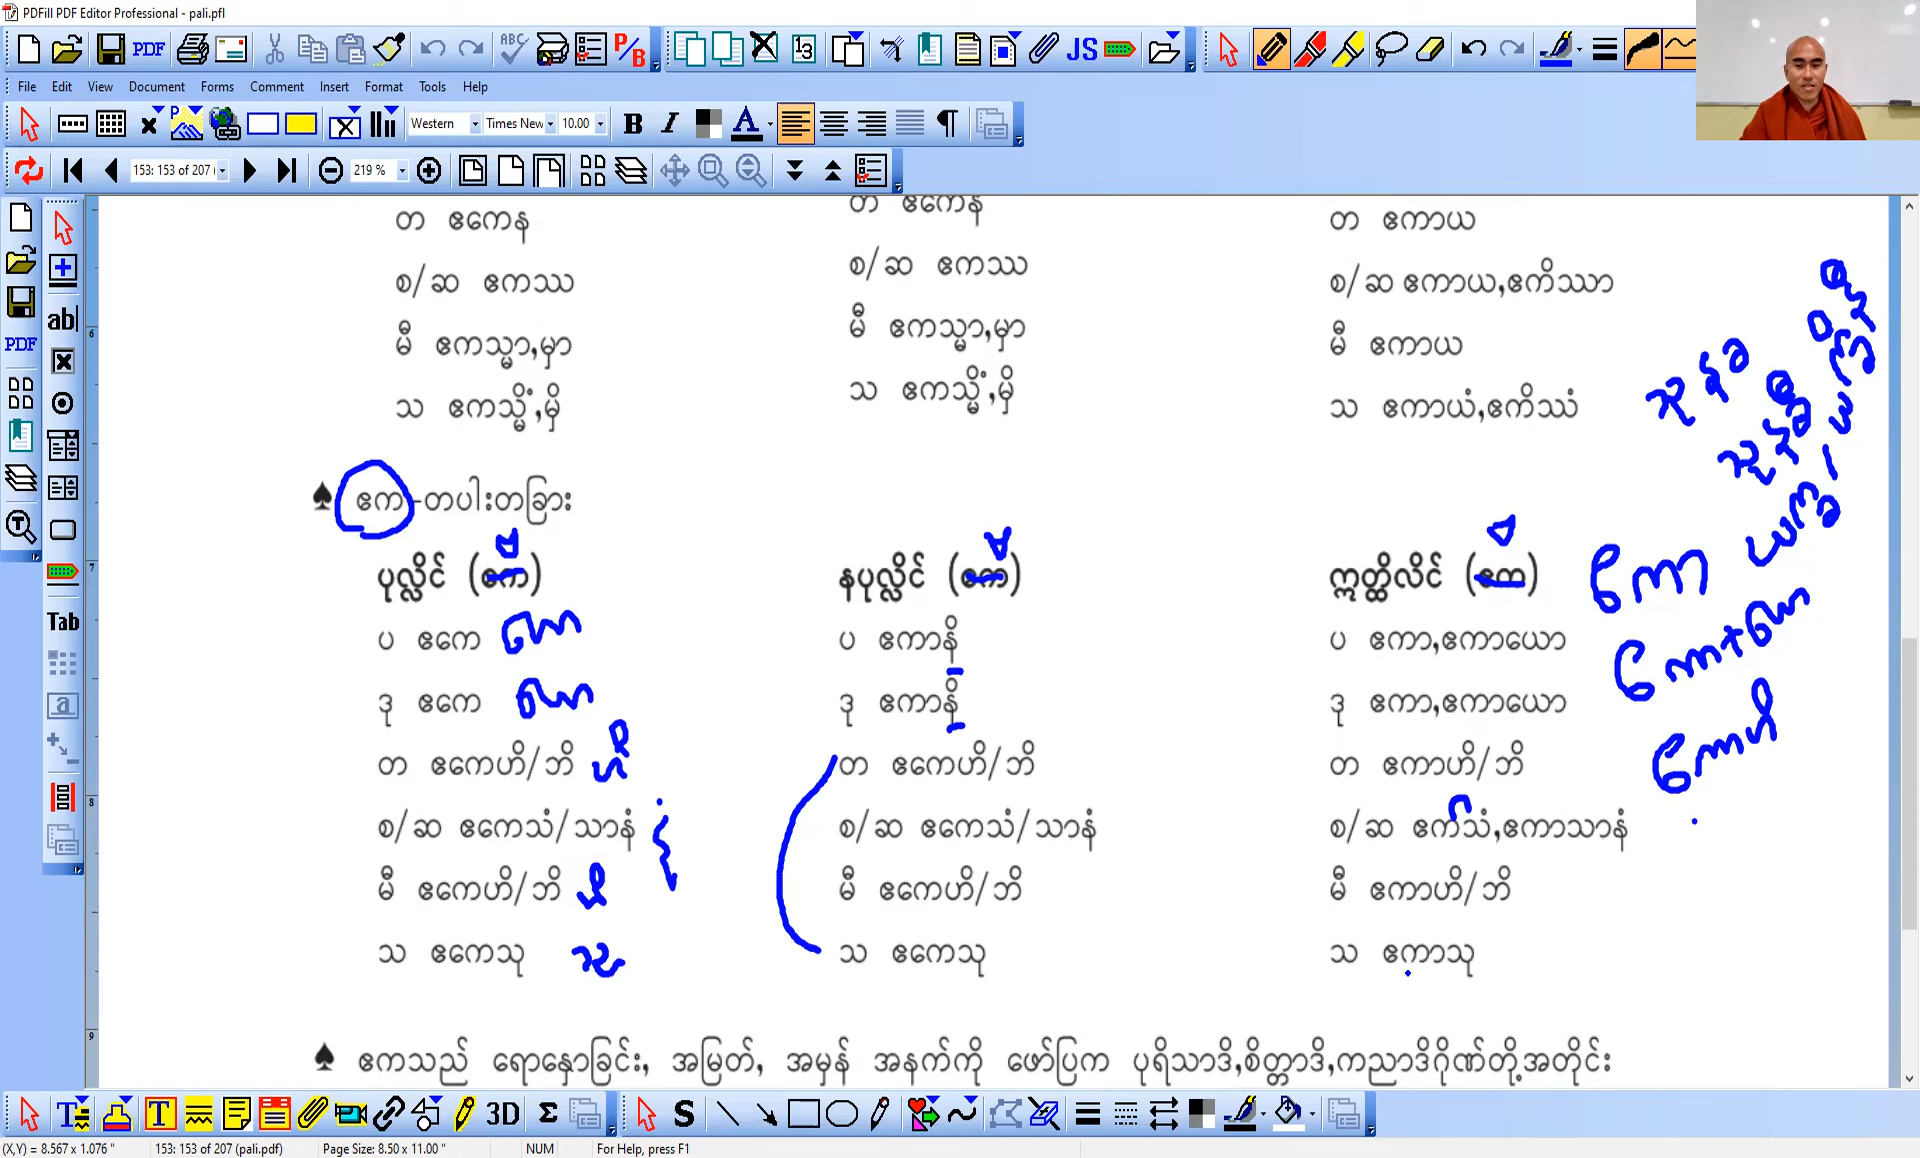 PDFill PDF Editor Professional - pali.pfl
File Edit View Document Forms Comment Insert Format Tools Help
Western Times New 10.00
153: 153 of 207 (
219 %
တ ဧကေန
စ/ဆ ဧကဿ
မီ ဧကသ္မာ,မှာ
သ ဧကသ္မိံ,မှိ
တ ဧကေန
စ/ဆ ဧကဿ
မီ ဧကသ္မာ,မှာ
သ ဧကသ္မိံ,မှိ
တ ဧကာယ
စ/ဆ ဧကာယ,ဧကိဿာ
မီ ဧကာယ
သ ဧကာယံ,ဧကိဿံ
♠ ဧက-တပါးတခြား
ပုလ္လိင် (ဧက)
ပ ဧကေ ယော
ဒု ဧကေ ယော
တ ဧကေဟိ/ဘိ ဟိ
စ/ဆ ဧကေသံ/သာနံ နံ
မီ ဧကေဟိ/ဘိ ဟိ
သ ဧကေသု သု
နပုလ္လိင် (ဧက)
ပ ဧကာနိ
ဒု ဧကာနိ
တ ဧကေဟိ/ဘိ
စ/ဆ ဧကေသံ/သာနံ
မီ ဧကေဟိ/ဘိ
သ ဧကေသု
ဣတ္ထိလိင် (ဧက)
ပ ဧကာ,ဧကာယော
ဒု ဧကာ,ဧကာယော
တ ဧကာဟိ/ဘိ
စ/ဆ ဧကာသံ,ဧကာသာနံ
မီ ဧကာဟိ/ဘိ
သ ဧကာသု
ဧကာ
ဧကာ+ယော
ဧကာဟိ
♠ ဧကသည် ရောနှောခြင်း, အမြတ်, အမှန် အနက်ကို ဖော်ပြက ပုရိသာဒိ,စိတ္တာဒိ,ကညာဒိဂိုဏ်တို့အတိုင်း
(X,Y) = 8.567 x 1.076 " 153: 153 of 207 (pali.pdf) Page Size: 8.50 x 11.00 " NUM For Help, press F1